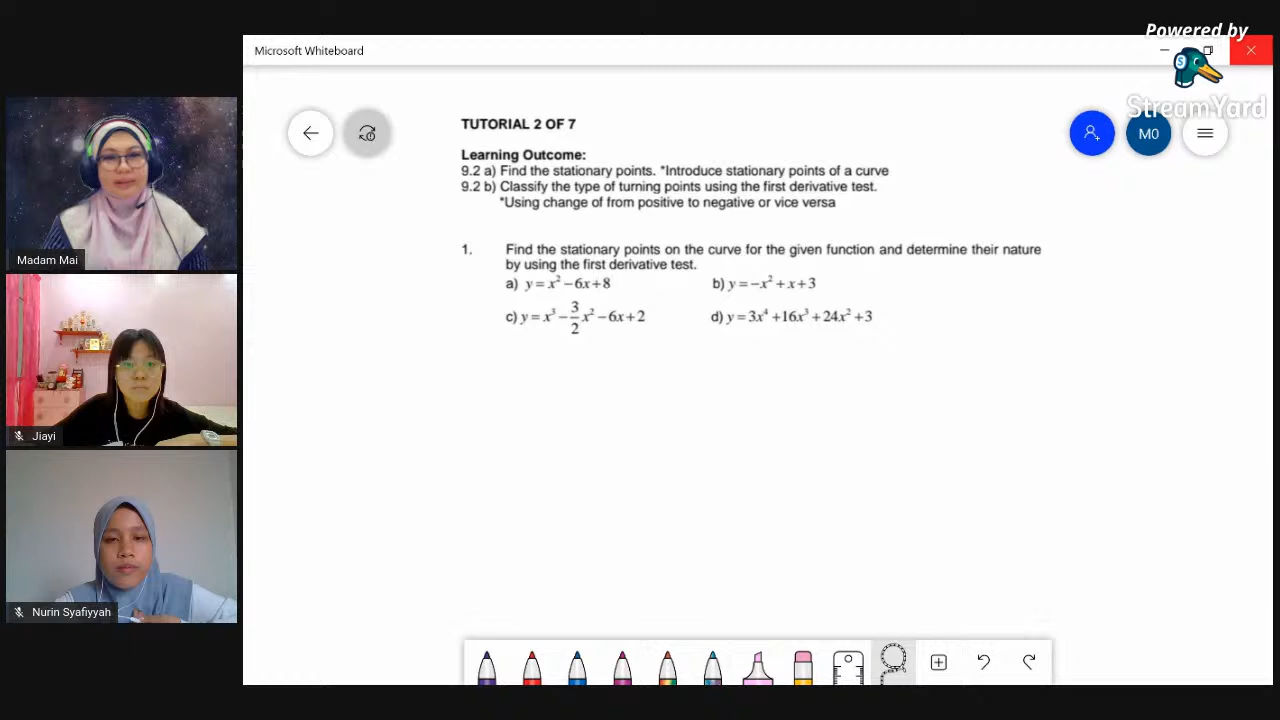 Powered by
StreamYard
Microsoft Whiteboard
M0
TUTORIAL 2 OF 7
Learning Outcome:
9.2 a) Find the stationary points. *Introduce stationary points of a curve
9.2 b) Classify the type of turning points using the first derivative test.
*Using change of from positive to negative or vice versa
1. Find the stationary points on the curve for the given function and determine their nature
by using the first derivative test.
a) y = x² − 6x + 8 b) y = −x² + x + 3
c) y = x³ − 3/2 x² − 6x + 2 d) y = 3x⁴ + 16x³ + 24x² + 3
Madam Mai
Jiayi
Nurin Syafiyyah